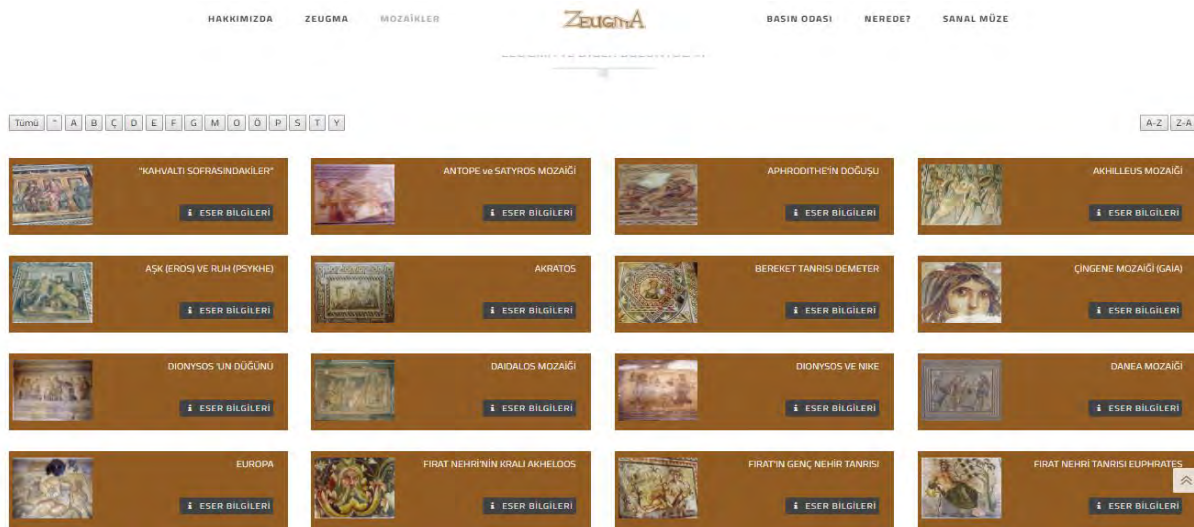 HAKKIMIZDA ZEUGMA MOZAİKLER ZEUGMA BASIN ODASI NEREDE? SANAL MÜZE
Tümü " A B Ç D E F G M O Ö P S T Y A-Z Z-A
"KAHVALTI SOFRASINDAKİLER" ANTOPE ve SATYROS MOZAİĞİ APHRODITHE'İN DOĞUŞU AKHILLEUS MOZAİĞİ
i ESER BİLGİLERİ i ESER BİLGİLERİ i ESER BİLGİLERİ i ESER BİLGİLERİ
AŞK (EROS) VE RUH (PSYKHE) AKRATOS BEREKET TANRISI DEMETER ÇİNGENE MOZAİĞİ (GAİA)
i ESER BİLGİLERİ i ESER BİLGİLERİ i ESER BİLGİLERİ i ESER BİLGİLERİ
DIONYSOS 'UN DÜĞÜNÜ DAIDALOS MOZAİĞİ DIONYSOS VE NIKE DANEA MOZAİĞİ
i ESER BİLGİLERİ i ESER BİLGİLERİ i ESER BİLGİLERİ i ESER BİLGİLERİ
EUROPA FIRAT NEHRİ'NİN KRALI AKHELOOS FIRAT'IN GENÇ NEHİR TANRISI FIRAT NEHRİ TANRISI EUPHRATES
i ESER BİLGİLERİ i ESER BİLGİLERİ i ESER BİLGİLERİ i ESER BİLGİLERİ